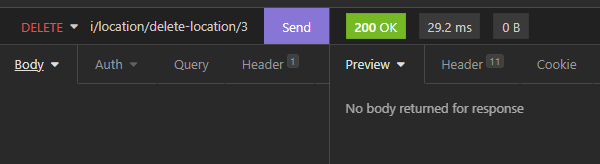 DELETE i/location/delete-location/3 Send 200 OK 29.2 ms 0 B
Body Auth Query Header 1 Preview Header 11 Cookie
No body returned for response